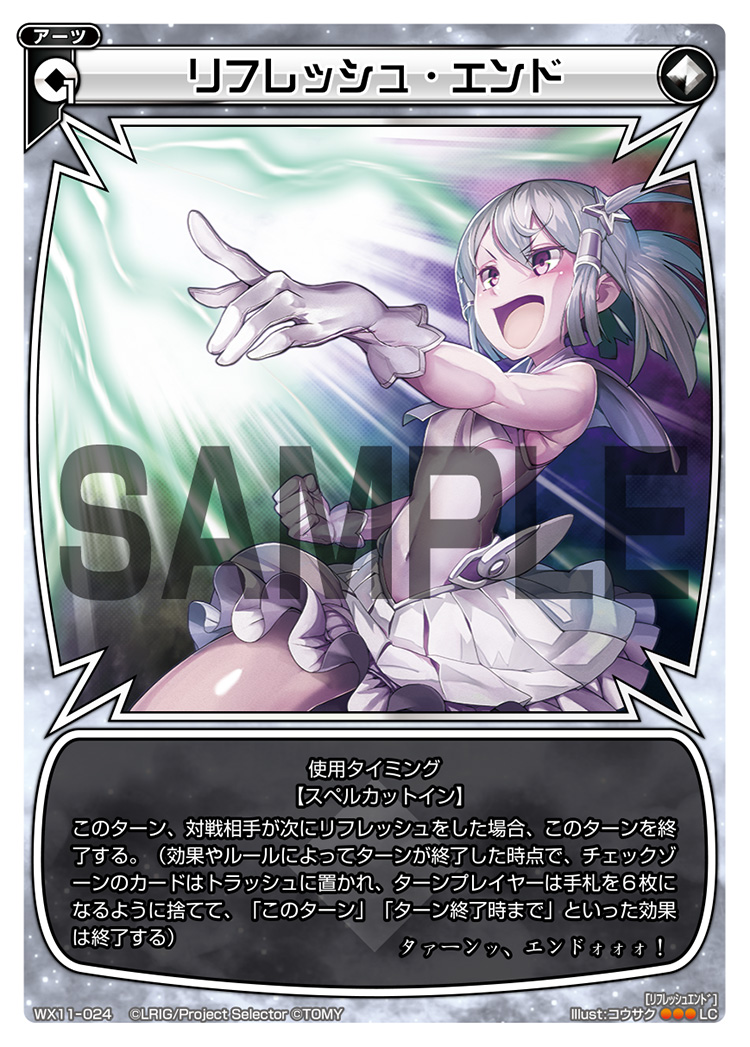 アーツ
リフレッシュ・エンド
SAMPLE
使用タイミング
【スペルカットイン】
このターン、対戦相手が次にリフレッシュをした場合、このターンを終
了する。（効果やルールによってターンが終了した時点で、チェックゾ
ーンのカードはトラッシュに置かれ、ターンプレイヤーは手札を６枚に
なるように捨てて、「このターン」「ターン終了時まで」といった効果
は終了する）
タァーンッ、エンドォォォ！
[ﾘﾌﾚｯｼｭｴﾝﾄﾞ]
WX11-024 ©LRIG/Project Selector ©TOMY Illust:コウサク LC